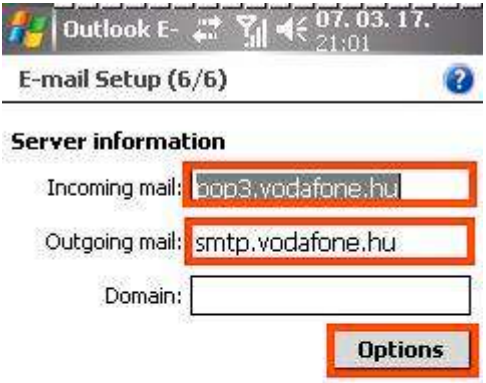 Outlook E- 07. 03. 17.
21:01
E-mail Setup (6/6) ?
Server information
Incoming mail: pop3.vodafone.hu
Outgoing mail: smtp.vodafone.hu
Domain:
Options